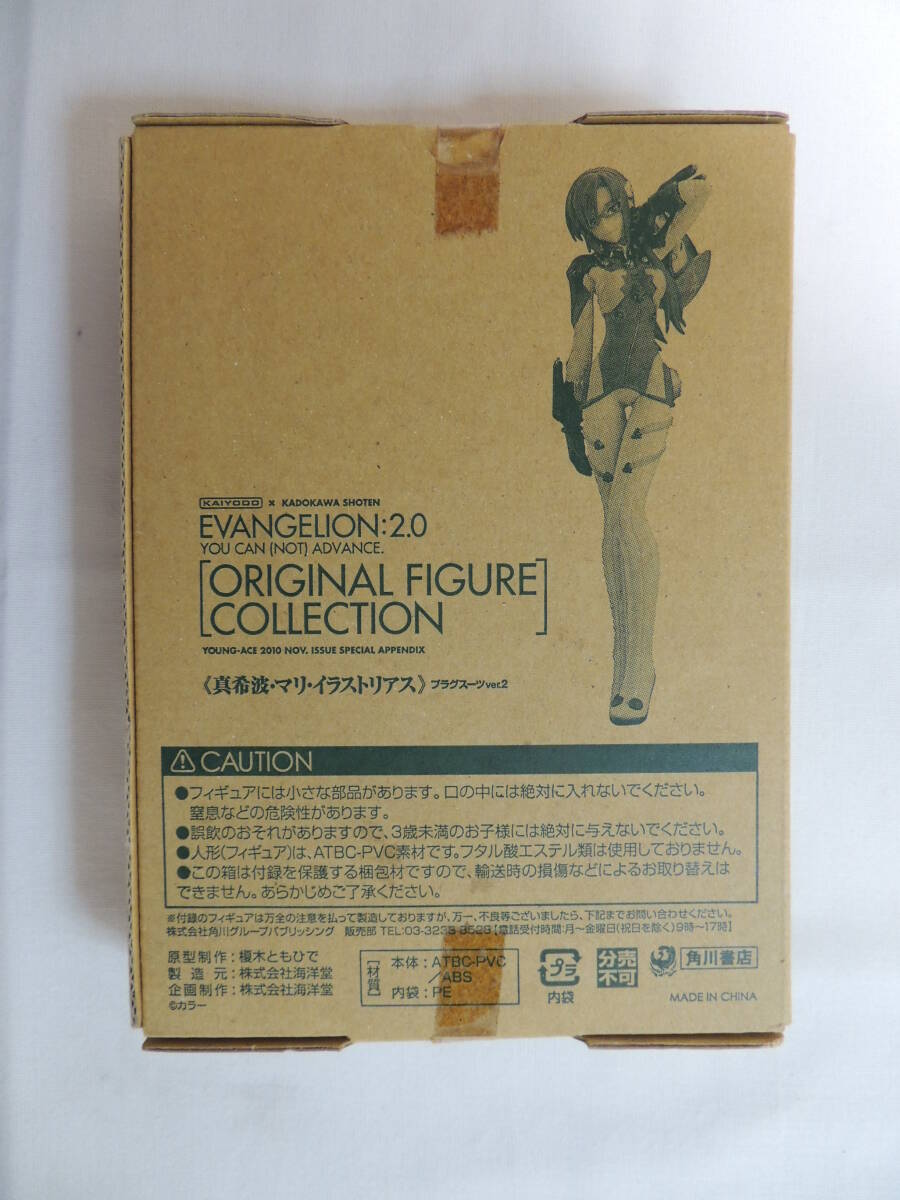 KAIYODO × KADOKAWA SHOTEN
EVANGELION:2.0
YOU CAN (NOT) ADVANCE.
[ORIGINAL FIGURE
COLLECTION]
YOUNG-ACE 2010 NOV. ISSUE SPECIAL APPENDIX
《真希波・マリ・イラストリアス》 プラグスーツver.2
⚠ CAUTION
●フィギュアには小さな部品があります。口の中には絶対に入れないでください。
窒息などの危険性があります。
●誤飲のおそれがありますので、3歳未満のお子様には絶対に与えないでください。
●人形(フィギュア)は、ATBC-PVC素材です。フタル酸エステル類は使用しておりません。
●この箱は付録を保護する梱包材ですので、輸送時の損傷などによるお取り替えは
できません。あらかじめご了承ください。
※付録のフィギュアは万全の注意を払って製造しておりますが、万一、不良等ございましたら、下記までお問い合わせください。
株式会社角川グループパブリッシング 販売部 TEL:03-3238-8528【電話受付時間:月～金曜日(祝日を除く)9時～17時】
原型制作:榎木ともひで
製造元:株式会社海洋堂
企画制作:株式会社海洋堂
©カラー
【材質】
本体:ATBC-PVC
/ABS
内袋:PE
プラ
内袋
分売
不可
角川書店
MADE IN CHINA